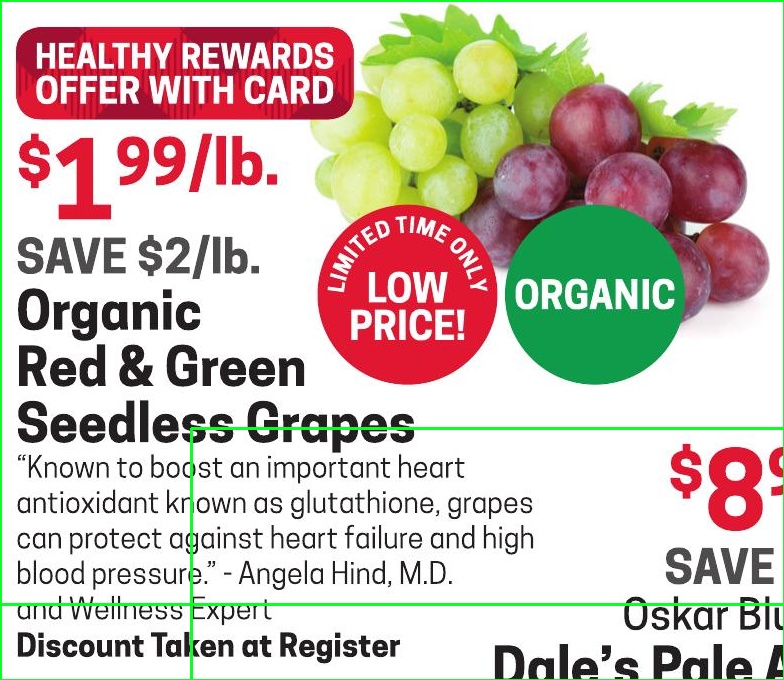 HEALTHY REWARDS
OFFER WITH CARD
$1 99/lb.
SAVE $2/lb.
Organic
Red & Green
Seedless Grapes
LIMITED TIME ONLY
LOW
PRICE!
ORGANIC
“Known to boost an important heart
antioxidant known as glutathione, grapes
can protect against heart failure and high
blood pressure.” - Angela Hind, M.D.
and Wellness Expert
Discount Taken at Register
$8
SAVE
Oskar
Dale’s Pale